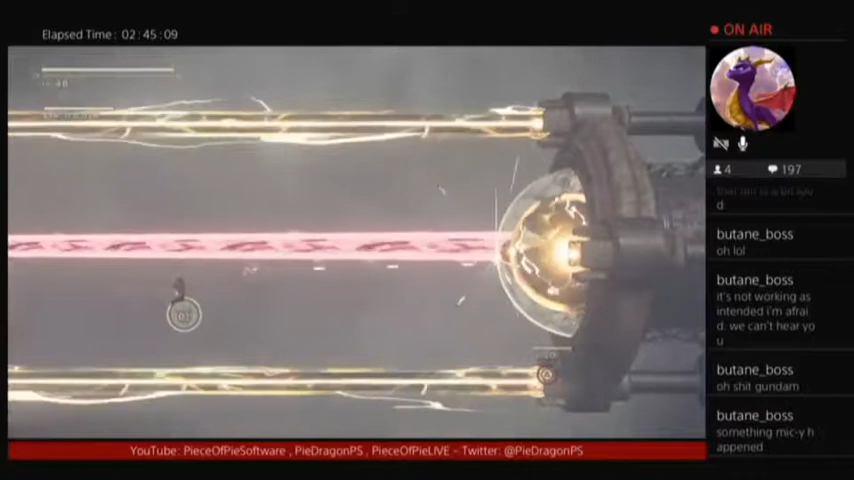 Elapsed Time: 02:45:09
ON AIR
4
197
d
butane_boss
oh lol
butane_boss
it's not working as
intended i'm afrai
d. we can't hear yo
u
butane_boss
oh shit gundam
butane_boss
something mic-y h
appened
YouTube: PieceOfPieSoftware , PieDragonPS , PieceOfPieLIVE - Twitter: @PieDragonPS